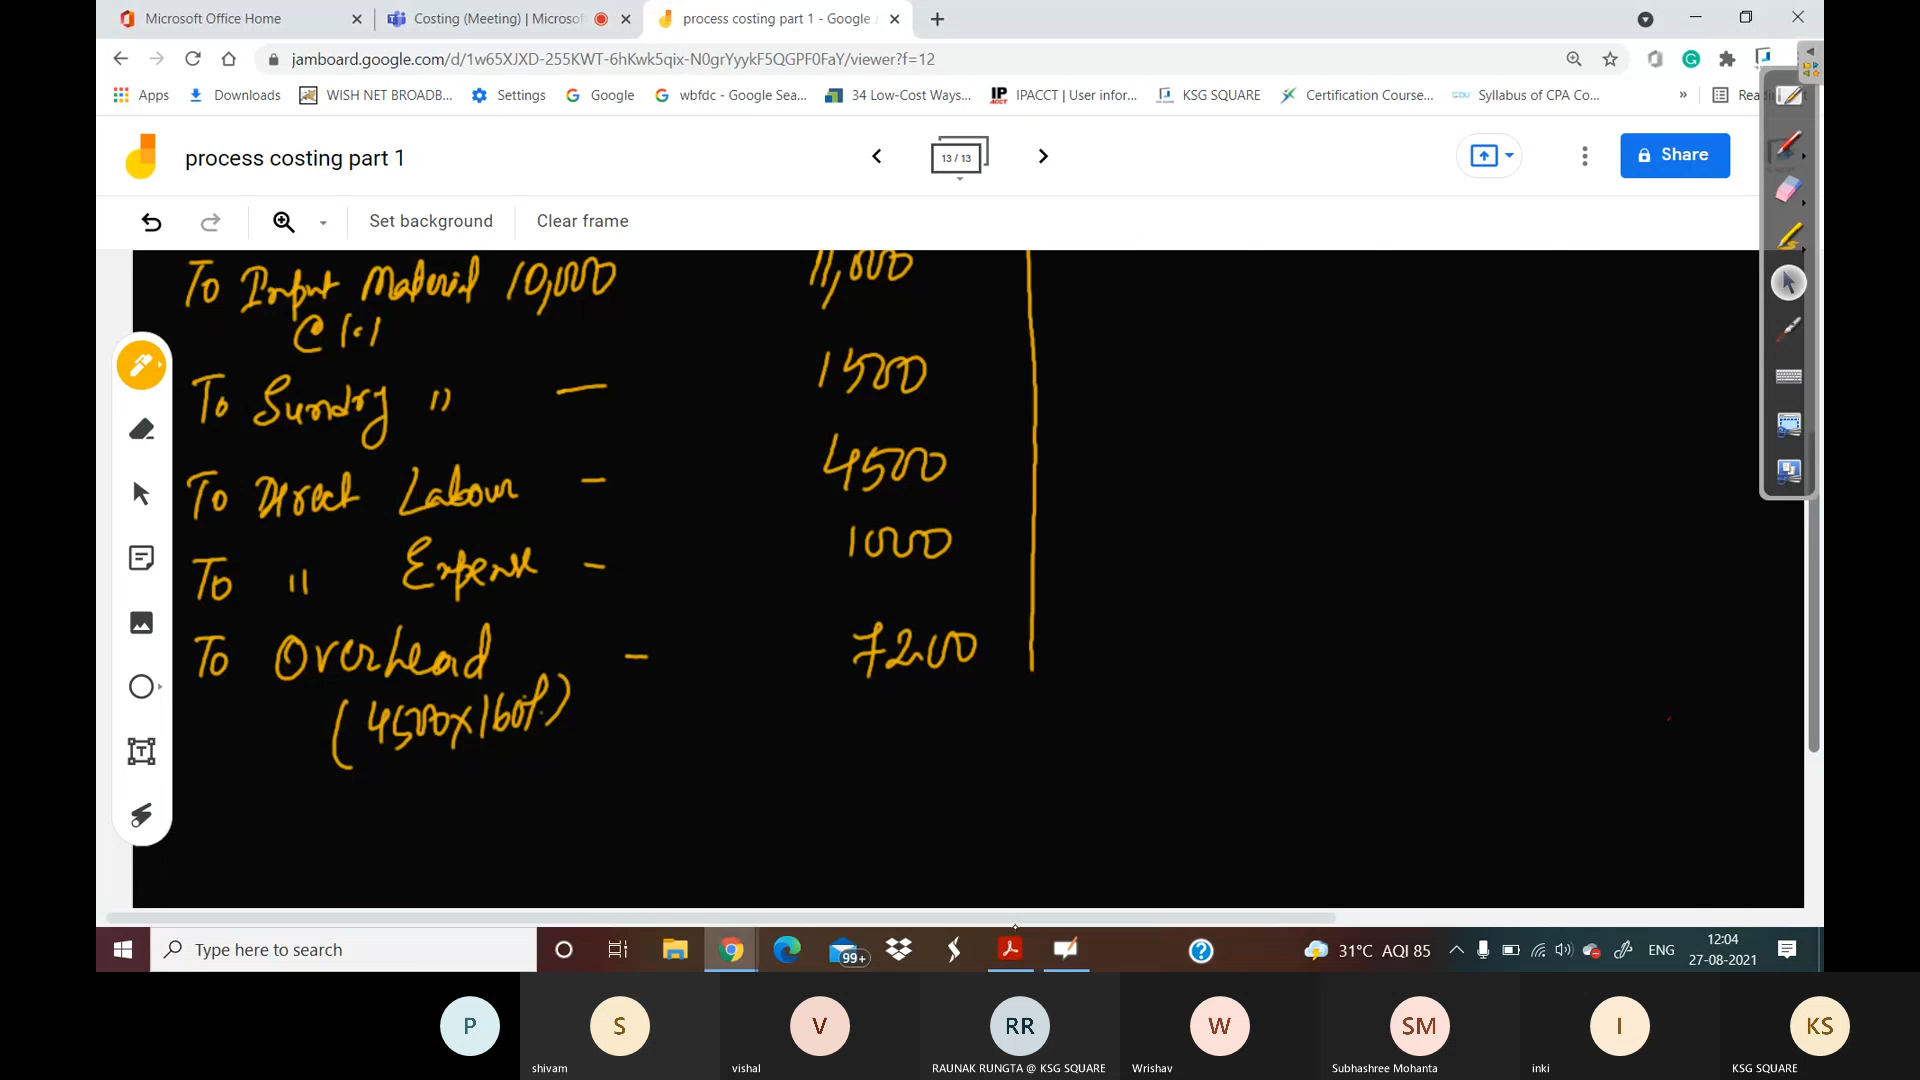 Microsoft Office Home
Costing (Meeting) | Microsof
process costing part 1 - Google J
jamboard.google.com/d/1w65XJXD-255KWT-6hKwk5qix-N0grYyykF5QGPF0FaY/viewer?f=12
Apps Downloads WISH NET BROADB... Settings Google wbfdc - Google Sea... 34 Low-Cost Ways... IP ACCT IPACCT | User infor... KSG SQUARE Certification Course... CDU Syllabus of CPA Co... » Readi
process costing part 1
13 / 13
Share
Set background Clear frame
To Input Material 10,000 11,000
@ 1.1
To Sundry " — 1500
To Direct Labour - 4500
To " Expense - 1000
To Overhead - 7200
(4500x160%)
Type here to search
99+
31°C AQI 85
ENG
12:04
27-08-2021
P S V RR W SM I KS
shivam vishal RAUNAK RUNGTA @ KSG SQUARE Wrishav Subhashree Mohanta inki KSG SQUARE